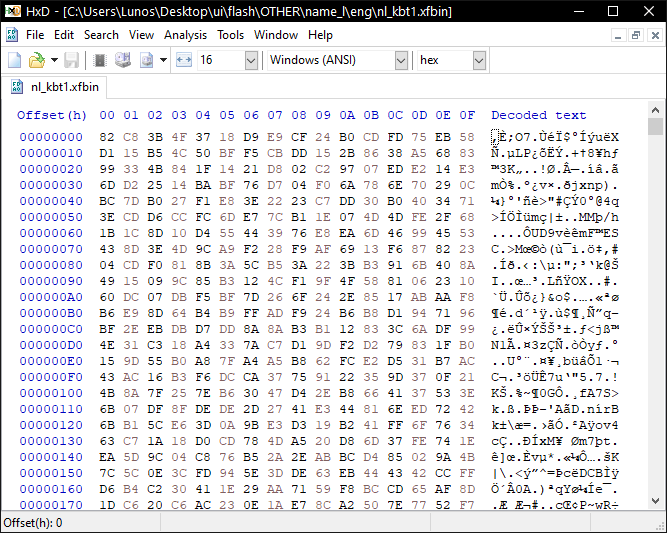 HxD - [C:\Users\Lunos\Desktop\ui\flash\OTHER\name_l\eng\nl_kbt1.xfbin]
File Edit Search View Analysis Tools Window Help
16 Windows (ANSI) hex
nl_kbt1.xfbin
Offset(h) 00 01 02 03 04 05 06 07 08 09 0A 0B 0C 0D 0E 0F Decoded text
00000000 82 C8 3B 4F 37 18 D9 E9 CF 24 B0 CD FD 75 EB 58 ‚È;O7.ÙéÏ$°ÍýuëX
00000010 D1 15 B5 4C 50 BF F5 CB DD 15 2B 86 38 A5 68 83 Ñ.µLP¿õËÝ.+†8¥hƒ
00000020 99 33 4B 84 1F 14 21 D8 02 C2 97 07 ED E2 14 E3 ™3K„..!Ø.Â—.íâ.ã
00000030 6D D2 25 14 BA BF 76 D7 04 F0 6A 78 6E 70 29 0C mÒ%.º¿v×.ðjxnp).
00000040 BC 7D B0 27 F1 E8 3E 22 23 C7 DD 30 B0 40 34 71 ¼}°'ñè>"#ÇÝ0°@4q
00000050 3E CD D6 CC FC 6D E7 7C B1 1E 07 4D 4D FE 2F 68 >ÍÖÌümç|±..MMþ/h
00000060 1B 1C 8D 10 D4 55 44 39 76 E8 EA 6D 46 99 45 53 ....ÔUD9vèêmF™ES
00000070 43 8D 3E 4D 9C A9 F2 28 F9 AF 69 13 F6 87 82 23 C.>Mœ©ò(ù¯i.ö‡‚#
00000080 04 CD F0 81 8B 3A 5C B5 3A 22 3B B3 91 6B 40 8A .Íð.‹:\µ:";³‘k@Š
00000090 49 15 09 9C 85 B3 12 4C F1 9F 4F 58 81 06 23 10 I..œ…³.LñŸOX..#.
000000A0 60 DC 07 DB F5 BF 7D 26 6F 24 2E 85 17 AB AA F8 `Ü.Ûõ¿}&o$.….«ªø
000000B0 B6 E9 8D 64 B4 B9 FF AD F9 24 B6 B8 D1 94 71 96 ¶é.d´¹ÿ.ù$¶¸Ñ”q–
000000C0 BF 2E EB DB B7 DD 8A 8A B3 B1 12 83 3C 6A DF 99 ¿.ëÛ·ÝŠŠ³±.ƒ<jß™
000000D0 4E 31 C3 18 A4 33 7A C7 D1 9D F2 D2 79 83 1F B0 N1Ã.¤3zÇÑ.òÒyƒ.°
000000E0 15 9D 55 B0 A8 7F A4 A5 B8 62 FC E2 D5 31 B7 AC ..U°¨.¤¥¸büâÕ1·¬
000000F0 43 AC 16 B3 F6 DC CA 37 75 91 22 35 9D 37 0F 21 C¬.³öÜÊ7u‘"5.7.!
00000100 4B 8A 7F 25 7E B6 30 47 D4 2E B8 66 41 37 53 3E KŠ.%~¶0GÔ.¸fA7S>
00000110 6B 07 DF 8F DE DE 2D 27 41 E3 44 81 6E ED 72 42 k.ß.ÞÞ-'AãD.nírB
00000120 6B B1 5C E6 3D 0A 9B E3 D3 19 B2 41 FF 6F 76 34 k±\æ=.›ãÓ.²Aÿov4
00000130 63 C7 1A 18 D0 CD 78 4D A5 20 D8 6D 37 FE 74 1E cÇ..ÐÍxM¥ Øm7þt.
00000140 EA 5D 9C 04 C8 76 B5 2A 2E AB BC D4 85 02 9A 4B ê]œ.Èvµ*.«¼Ô….šK
00000150 7C 5C 0E 3C FD 94 5E 3D DE 63 EB 44 43 42 CC FF |\.<ý”^=ÞcëDCBÌÿ
00000160 D6 B4 C2 30 41 1E 29 AA 71 59 F8 BC CD 65 AF 8D Ö´Â0A.)ªqYø¼Íe¯.
00000170 1D C6 20 C6 AC 23 0E 1A E7 8C A2 50 7E 77 52 F7 .Æ Æ¬#..çŒ¢P~wR÷
Offset(h): 0